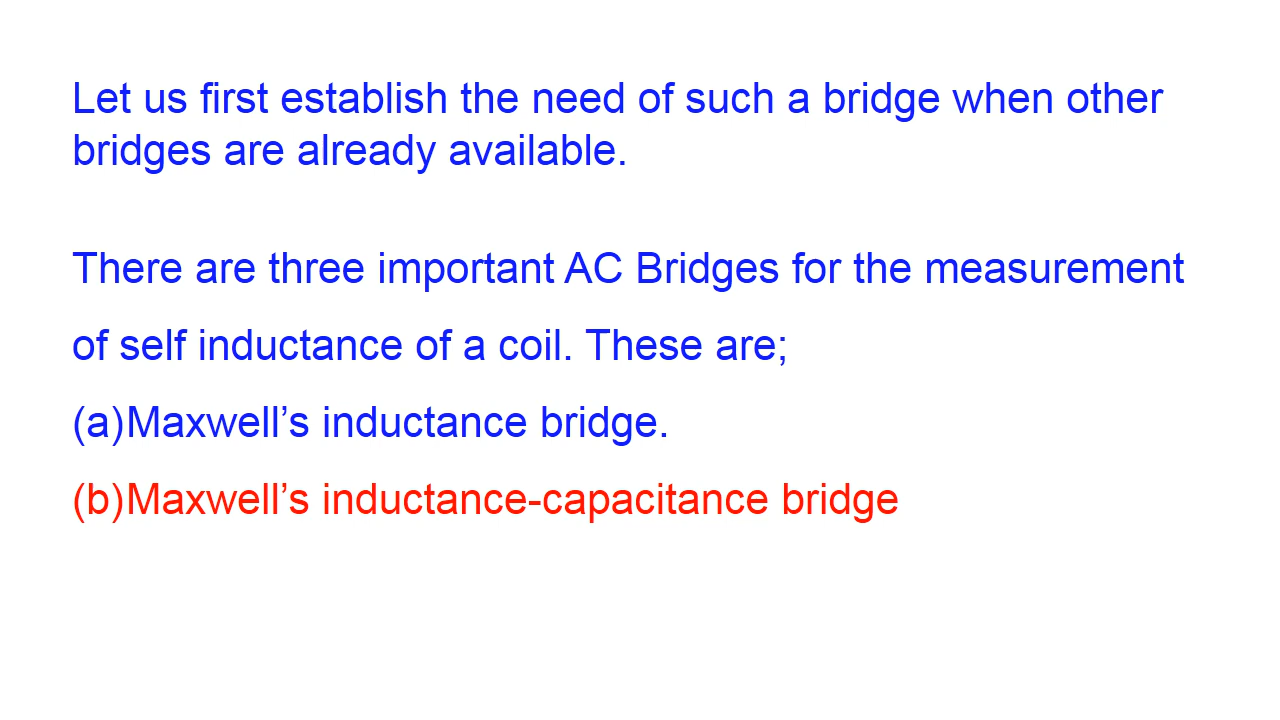 Let us first establish the need of such a bridge when other
bridges are already available.
There are three important AC Bridges for the measurement
of self inductance of a coil. These are;
(a)Maxwell’s inductance bridge.
(b)Maxwell’s inductance-capacitance bridge